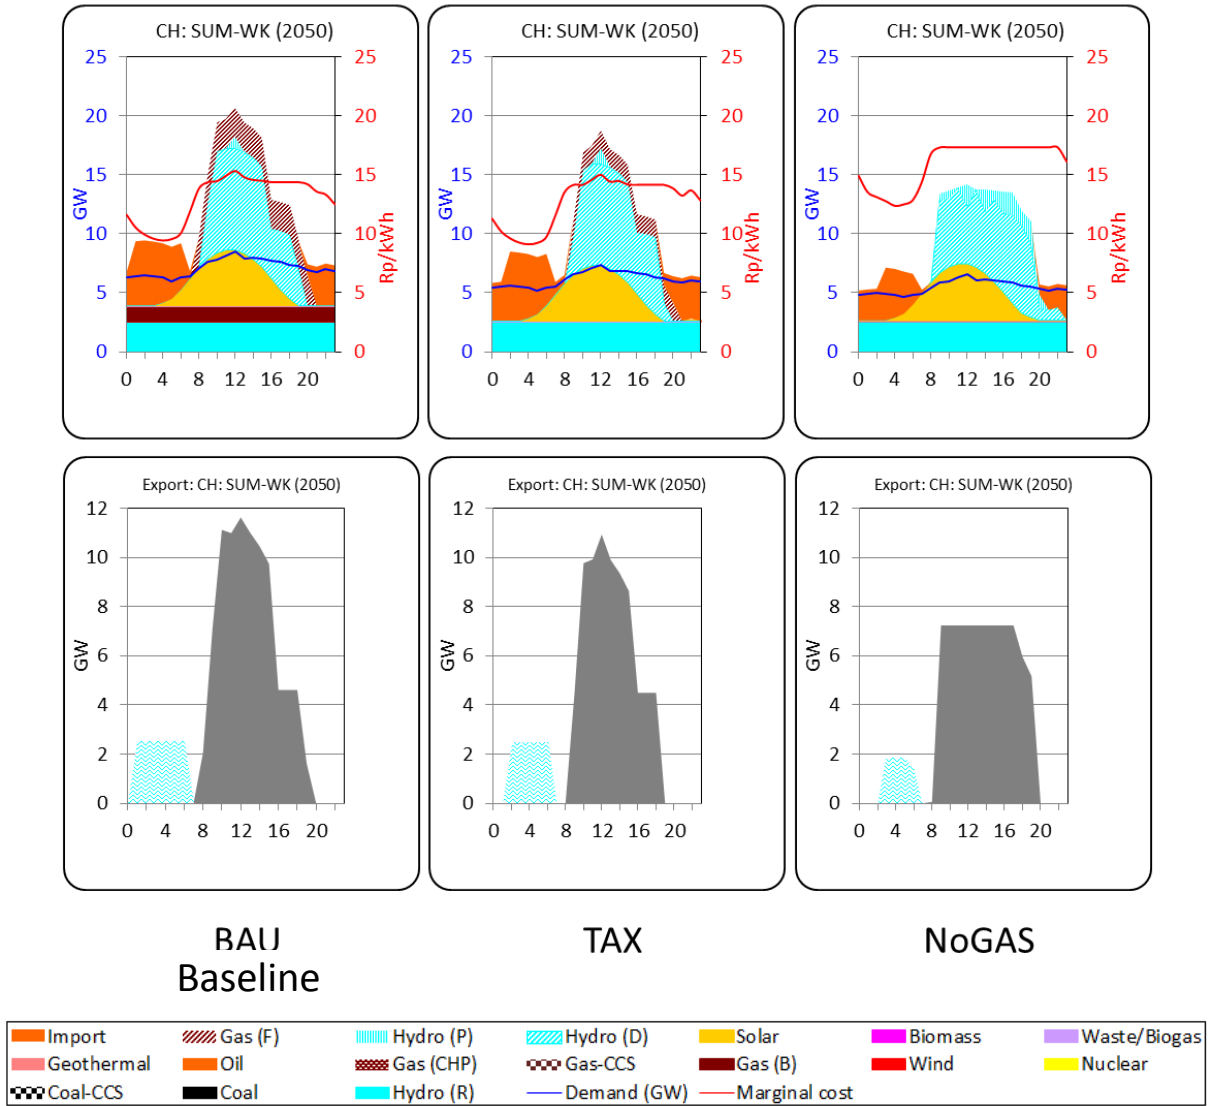 CH: SUM-WK (2050)
25 25
20 20
15 15
GW
10 10
Rp/kWh
5 5
0 0
0 4 8 12 16 20
CH: SUM-WK (2050)
25 25
20 20
15 15
GW
10 10
Rp/kWh
5 5
0 0
0 4 8 12 16 20
CH: SUM-WK (2050)
25 25
20 20
15 15
GW
10 10
Rp/kWh
5 5
0 0
0 4 8 12 16 20
Export: CH: SUM-WK (2050)
12
10
8
6
GW
4
2
0
0 4 8 12 16 20
Export: CH: SUM-WK (2050)
12
10
8
6
GW
4
2
0
0 4 8 12 16 20
Export: CH: SUM-WK (2050)
12
10
8
6
GW
4
2
0
0 4 8 12 16 20
BAU TAX NoGAS
Baseline
Import Gas (F) Hydro (P) Hydro (D) Solar Biomass Waste/Biogas
Geothermal Oil Gas (CHP) Gas-CCS Gas (B) Wind Nuclear
Coal-CCS Coal Hydro (R) Demand (GW) Marginal cost